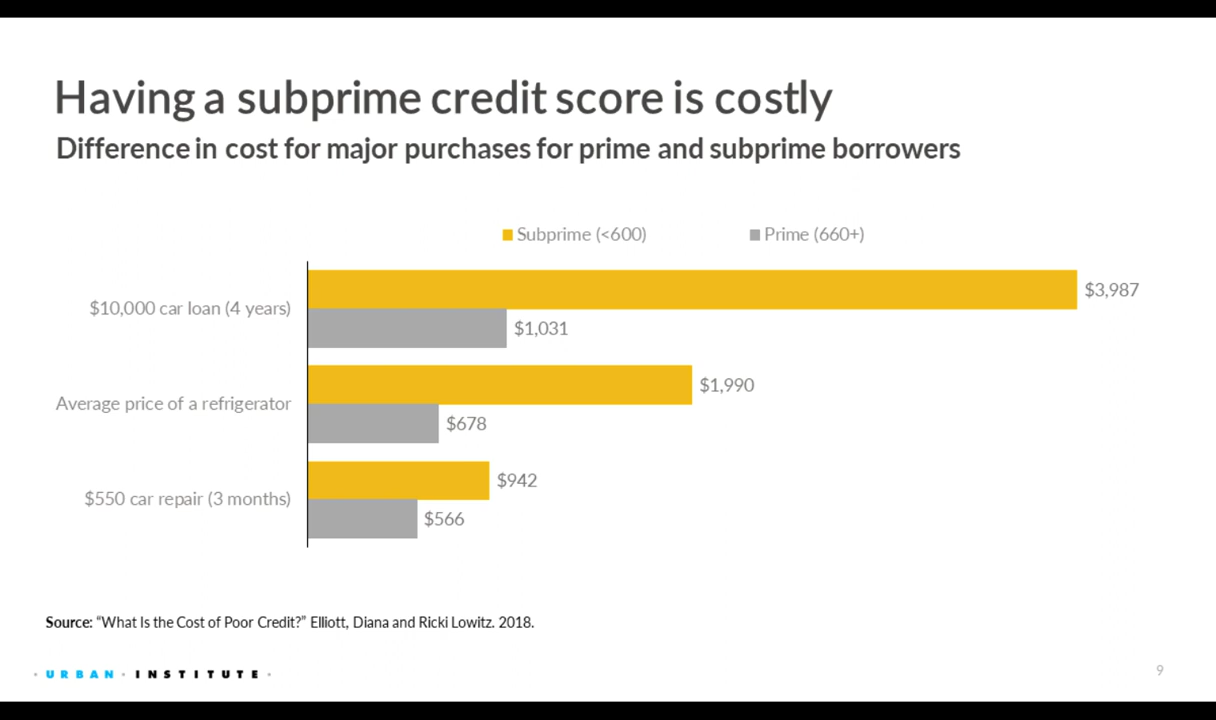 Having a subprime credit score is costly
Difference in cost for major purchases for prime and subprime borrowers
Subprime (<600)
Prime (660+)
$10,000 car loan (4 years)
$3,987
$1,031
Average price of a refrigerator
$1,990
$678
$550 car repair (3 months)
$942
$566
Source: “What Is the Cost of Poor Credit?” Elliott, Diana and Ricki Lowitz. 2018.
· URBAN · INSTITUTE ·
9